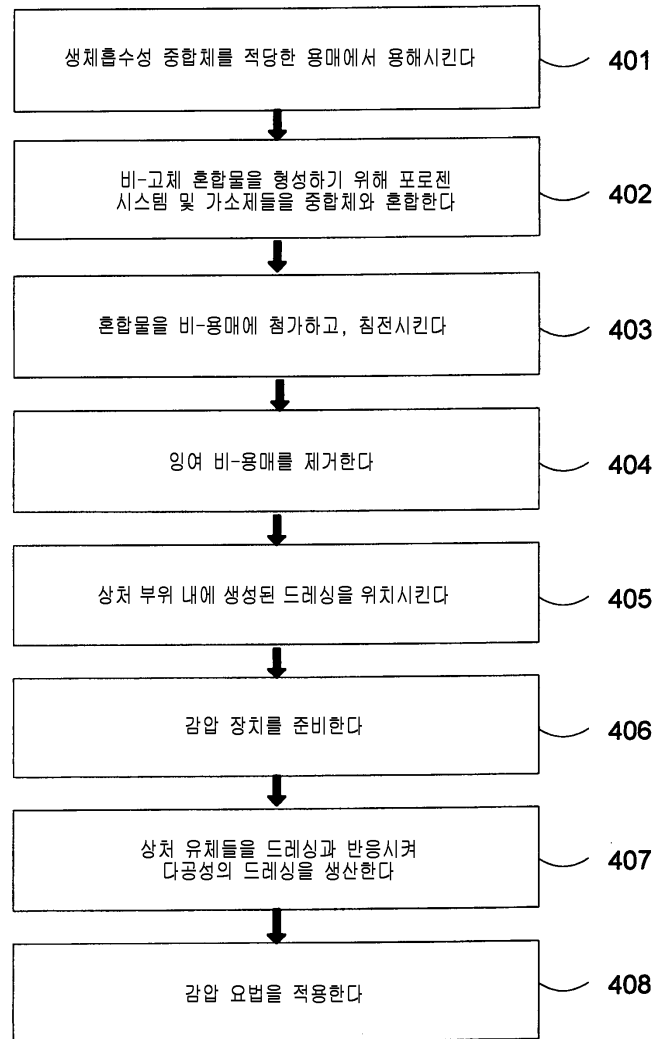 생체흡수성 중합체를 적당한 용매에서 용해시킨다
401
비-고체 혼합물을 형성하기 위해 포로젠
시스템 및 가소제들을 중합체와 혼합한다
402
혼합물을 비-용매에 첨가하고, 침전시킨다
403
잉여 비-용매를 제거한다
404
상처 부위 내에 생성된 드레싱을 위치시킨다
405
감압 장치를 준비한다
406
상처 유체들을 드레싱과 반응시켜
다공성의 드레싱을 생산한다
407
감압 요법을 적용한다
408